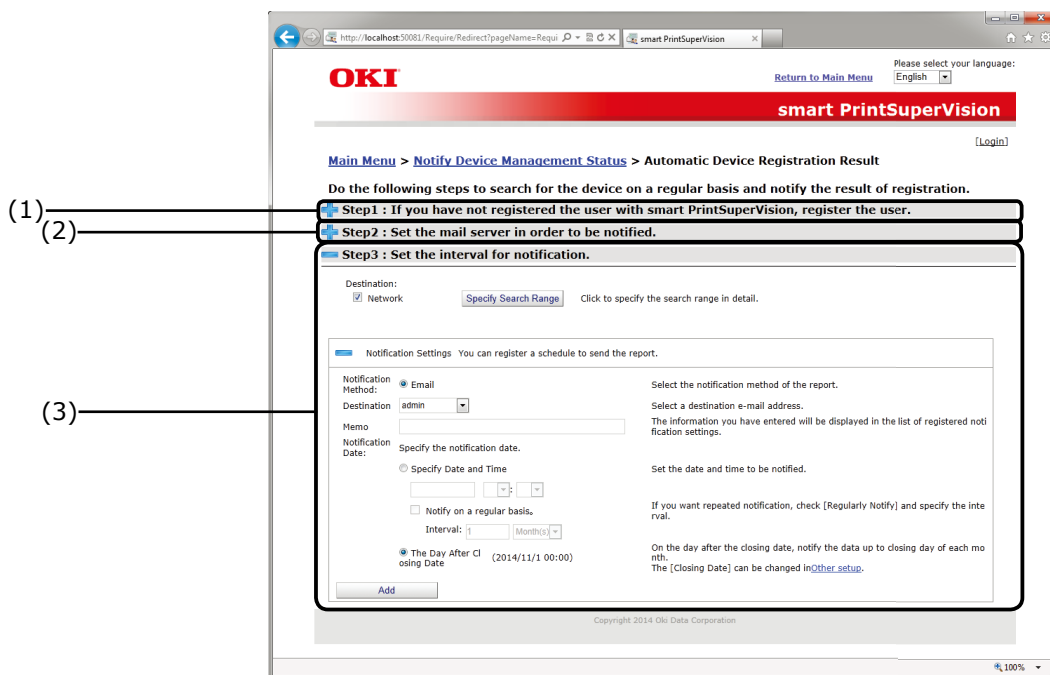 http://localhost:50081/Require/Redirect?pageName=Requi
smart PrintSuperVision
Please select your language:
OKI
Return to Main Menu
English
smart PrintSuperVision
[Login]
Main Menu > Notify Device Management Status > Automatic Device Registration Result
Do the following steps to search for the device on a regular basis and notify the result of registration.
(1)
Step1 : If you have not registered the user with smart PrintSuperVision, register the user.
(2)
Step2 : Set the mail server in order to be notified.
Step3 : Set the interval for notification.
Destination:
Network
Specify Search Range
Click to specify the search range in detail.
Notification Settings You can register a schedule to send the report.
Notification
Method:
Email
Select the notification method of the report.
(3)
Destination
admin
Select a destination e-mail address.
Memo
The information you have entered will be displayed in the list of registered noti
fication settings.
Notification
Date:
Specify the notification date.
Specify Date and Time
Set the date and time to be notified.
:
Notify on a regular basis。
If you want repeated notification, check [Regularly Notify] and specify the inte
rval.
Interval:
1
Month(s)
The Day After Cl
osing Date
(2014/11/1 00:00)
On the day after the closing date, notify the data up to closing day of each mo
nth.
The [Closing Date] can be changed inOther setup.
Add
Copyright 2014 Oki Data Corporation
100%